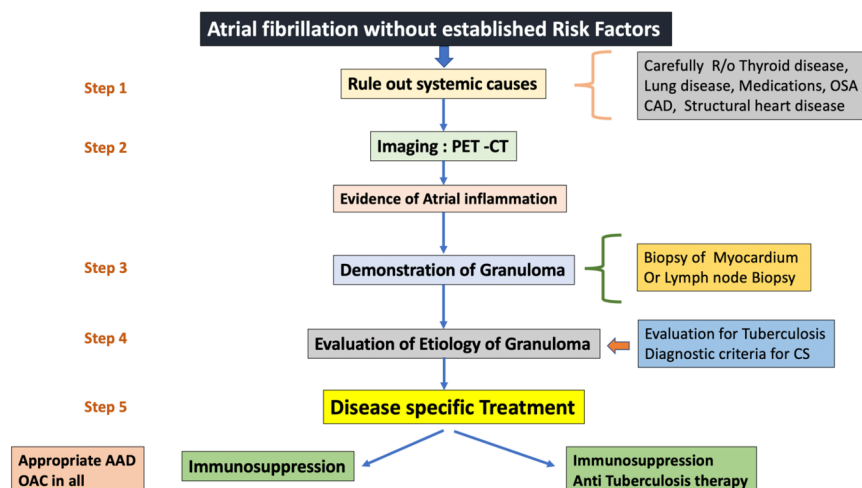 Atrial fibrillation without established Risk Factors
Step 1
Rule out systemic causes
Carefully R/o Thyroid disease,
Lung disease, Medications, OSA
CAD, Structural heart disease
Step 2
Imaging : PET -CT
Evidence of Atrial inflammation
Step 3
Demonstration of Granuloma
Biopsy of Myocardium
Or Lymph node Biopsy
Step 4
Evaluation of Etiology of Granuloma
Evaluation for Tuberculosis
Diagnostic criteria for CS
Step 5
Disease specific Treatment
Appropriate AAD
OAC in all
Immunosuppression
Immunosuppression
Anti Tuberculosis therapy